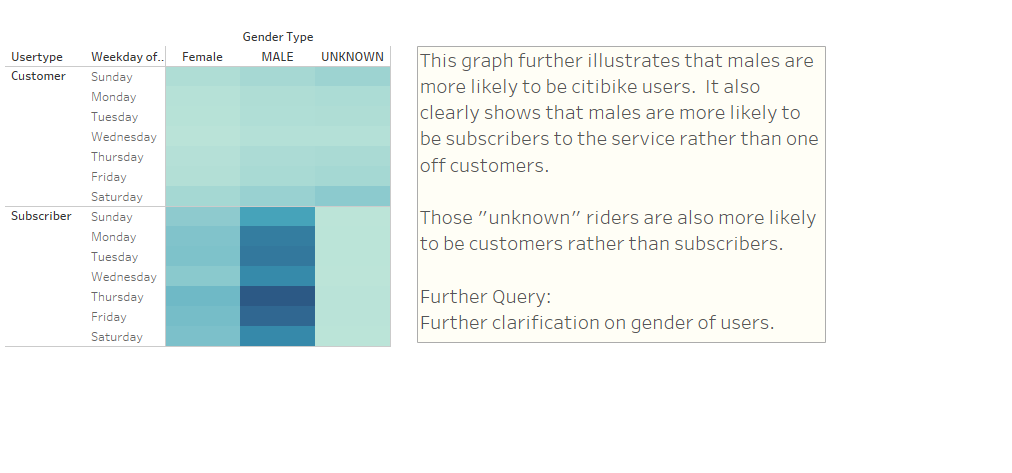 Gender Type
Usertype Weekday of.. Female MALE UNKNOWN
Customer Sunday
Monday
Tuesday
Wednesday
Thursday
Friday
Saturday
Subscriber Sunday
Monday
Tuesday
Wednesday
Thursday
Friday
Saturday
This graph further illustrates that males are
more likely to be citibike users. It also
clearly shows that males are more likely to
be subscribers to the service rather than one
off customers.
Those "unknown" riders are also more likely
to be customers rather than subscribers.
Further Query:
Further clarification on gender of users.